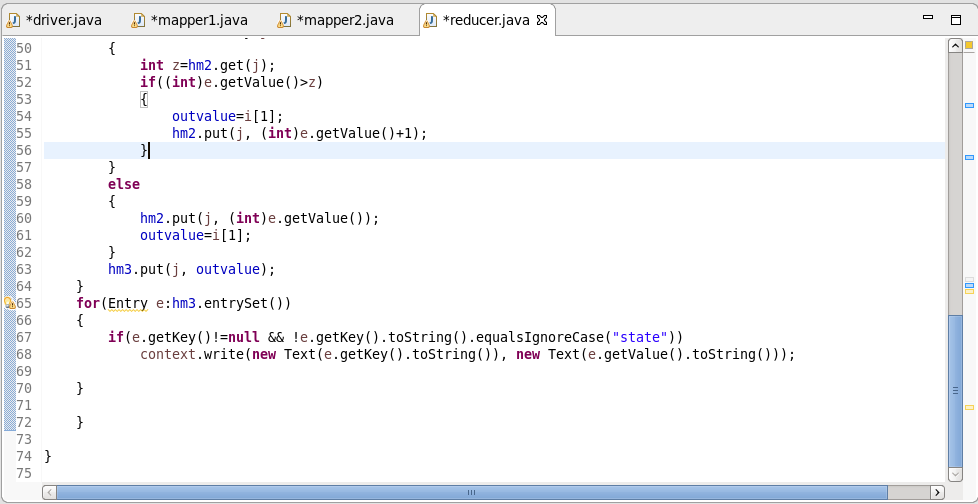 *driver.java *mapper1.java *mapper2.java *reducer.java
50 {
51 int z=hm2.get(j);
52 if((int)e.getValue()>z)
53 {
54 outvalue=i[1];
55 hm2.put(j, (int)e.getValue()+1);
56 }
57 }
58 else
59 {
60 hm2.put(j, (int)e.getValue());
61 outvalue=i[1];
62 }
63 hm3.put(j, outvalue);
64 }
65 for(Entry e:hm3.entrySet())
66 {
67 if(e.getKey()!=null && !e.getKey().toString().equalsIgnoreCase("state"))
68 context.write(new Text(e.getKey().toString()), new Text(e.getValue().toString()));
69
70 }
71
72 }
73
74 }
75